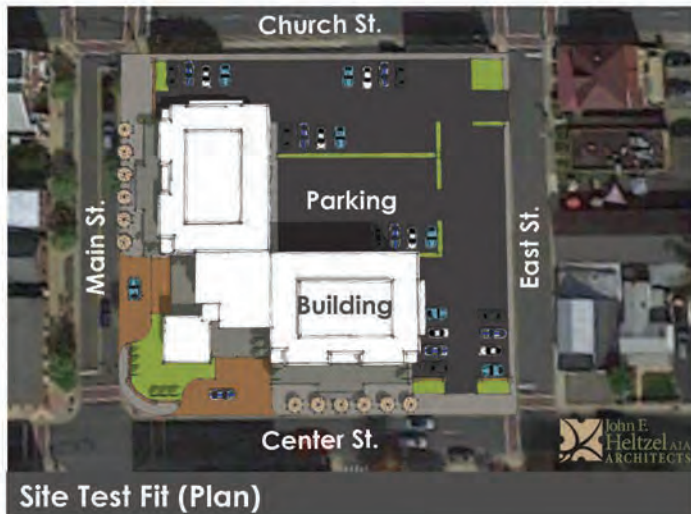 Church St.
Main St.
Parking
East St.
Building
Center St.
John E.
Heltzel AIA
ARCHITECTS
Site Test Fit (Plan)